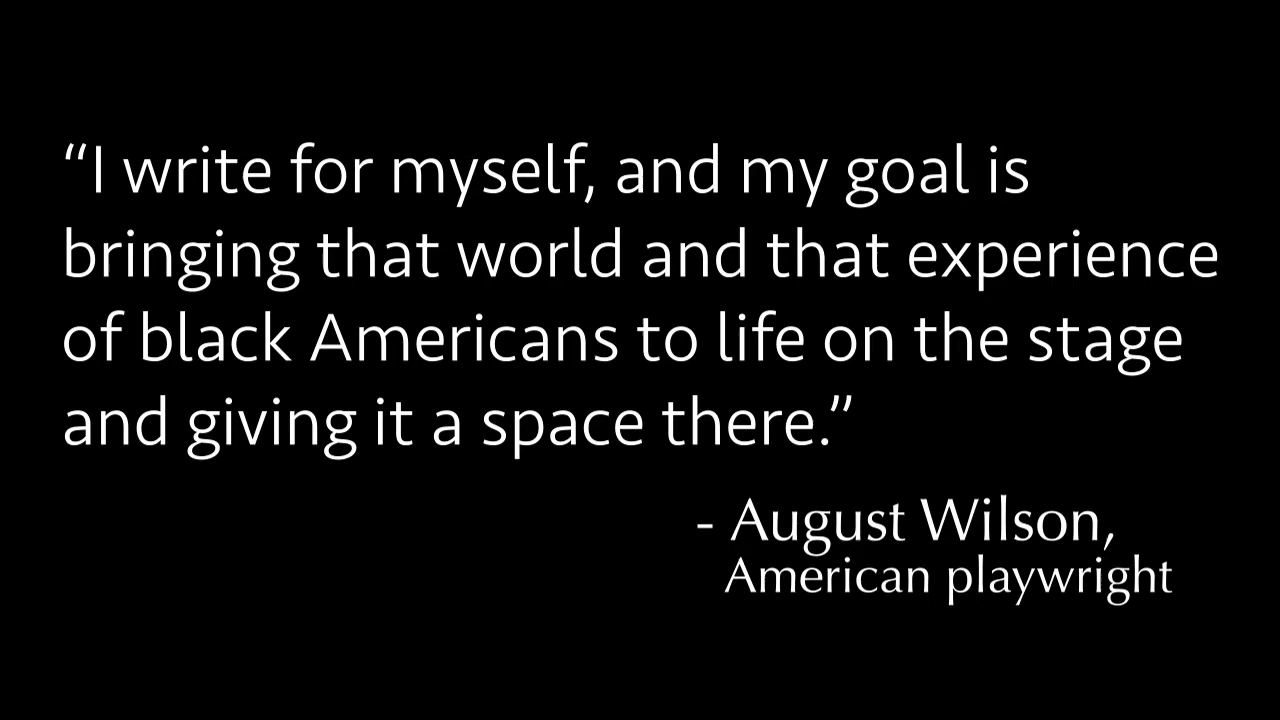 “I write for myself, and my goal is
bringing that world and that experience
of black Americans to life on the stage
and giving it a space there.”
- August Wilson,
American playwright